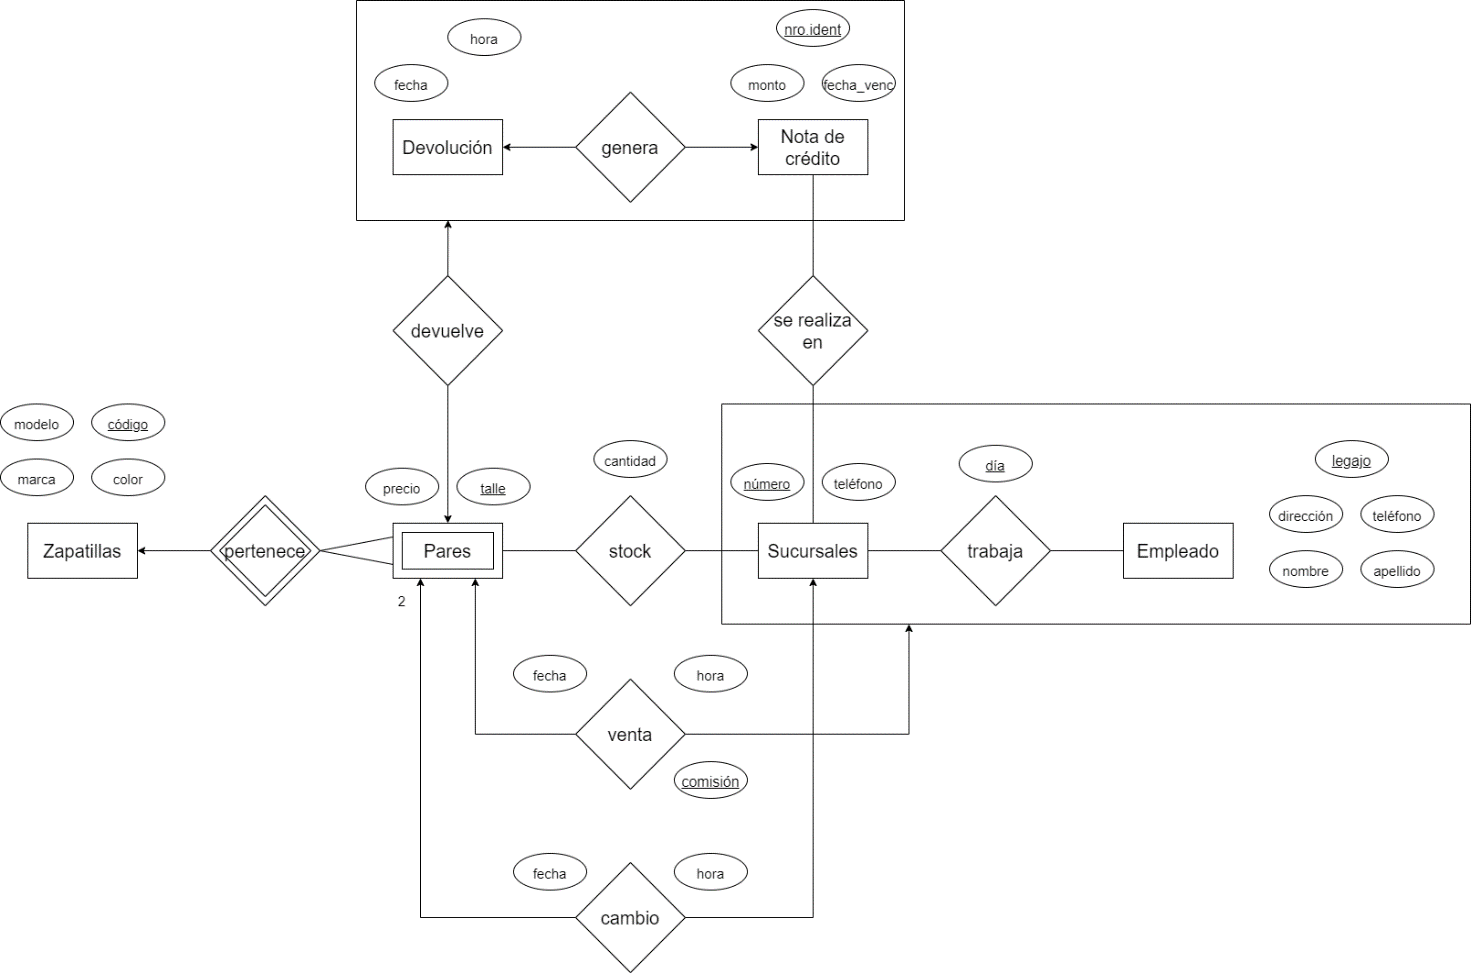 nro.ident
hora
fecha
monto
fecha_venc
Devolución
genera
Nota de
crédito
devuelve
se realiza
en
modelo
código
marca
color
precio
talle
cantidad
número
teléfono
día
legajo
dirección
teléfono
nombre
apellido
Zapatillas
pertenece
Pares
stock
Sucursales
trabaja
Empleado
2
fecha
hora
venta
comisión
fecha
hora
cambio